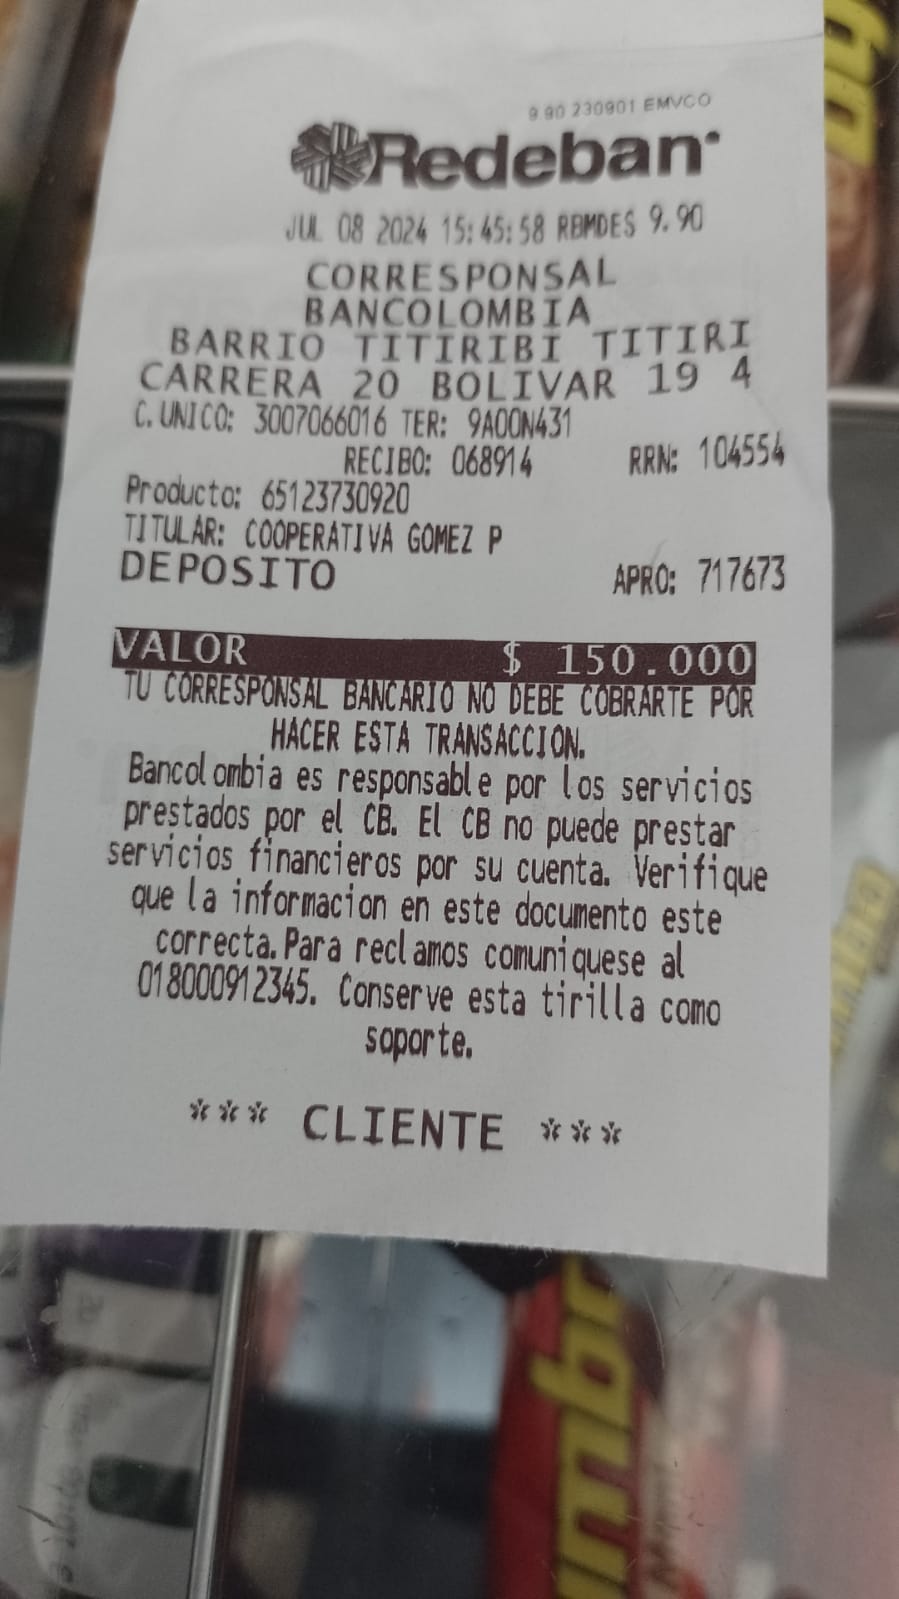 9.90 230901 EMVCO
Redeban
JUL 08 2024 15:45:58 RBMDES 9.90
CORRESPONSAL
BANCOLOMBIA
BARRIO TITIRIBI TITIRI
CARRERA 20 BOLIVAR 19 4
C. UNICO: 3007066016 TER: 9A00N431
RECIBO: 068914 RRN: 104554
Producto: 65123730920
TITULAR: COOPERATIVA GOMEZ P
DEPOSITO APRO: 717673
VALOR $ 150.000
TU CORRESPONSAL BANCARIO NO DEBE COBRARTE POR
HACER ESTA TRANSACCION.
Bancolombia es responsable por los servicios
prestados por el CB. El CB no puede prestar
servicios financieros por su cuenta. Verifique
que la informacion en este documento este
correcta. Para reclamos comuniquese al
018000912345. Conserve esta tirilla como
soporte.
*** CLIENTE ***